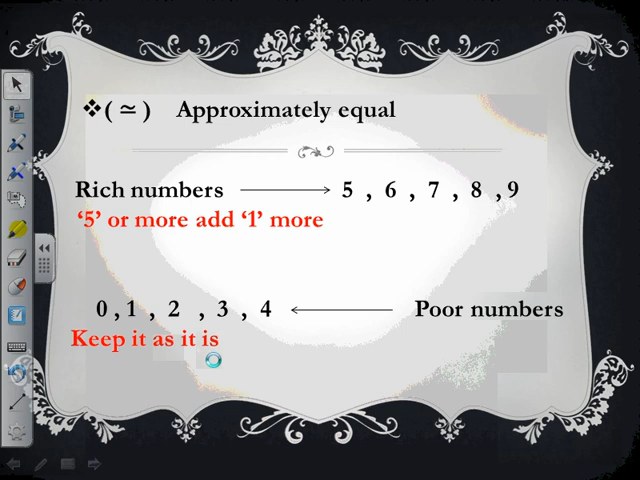 ❖( ≃ ) Approximately equal
Rich numbers ⟶ 5 , 6 , 7 , 8 , 9
‘5’ or more add ‘1’ more
0 , 1 , 2 , 3 , 4 ⟵ Poor numbers
Keep it as it is